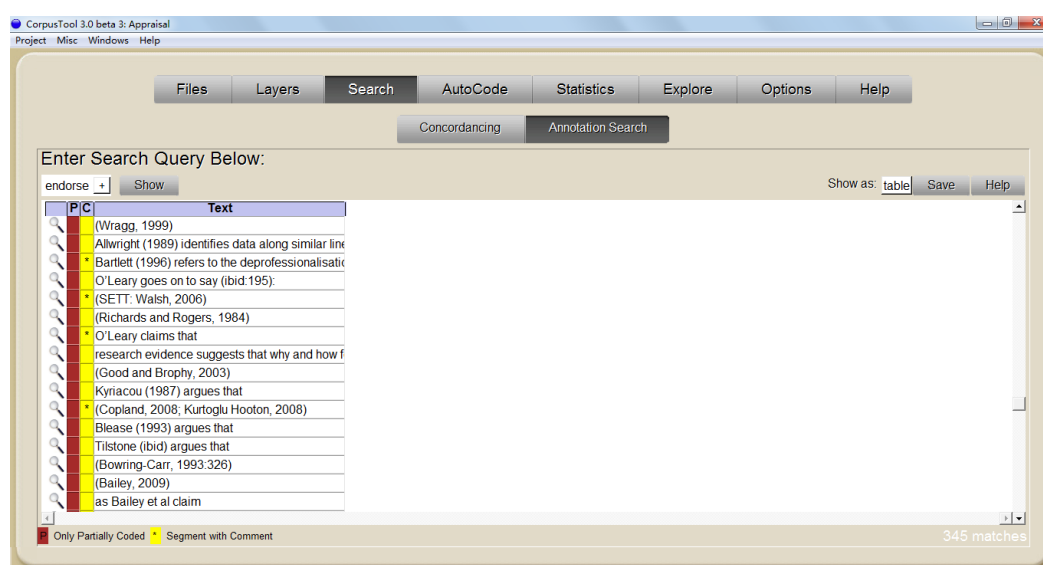 CorpusTool 3.0 beta 3: Appraisal
Project Misc Windows Help
Files Layers Search AutoCode Statistics Explore Options Help
Concordancing Annotation Search
Enter Search Query Below:
endorse + Show Show as: table Save Help
P C Text
(Wragg, 1999)
Allwright (1989) identifies data along similar line
* Bartlett (1996) refers to the deprofessionalisatio
O'Leary goes on to say (ibid:195):
* (SETT: Walsh, 2006)
(Richards and Rogers, 1984)
* O'Leary claims that
research evidence suggests that why and how f
(Good and Brophy, 2003)
Kyriacou (1987) argues that
* (Copland, 2008; Kurtoglu Hooton, 2008)
Blease (1993) argues that
Tilstone (ibid) argues that
(Bowring-Carr, 1993:326)
(Bailey, 2009)
as Bailey et al claim
P Only Partially Coded * Segment with Comment 345 matches